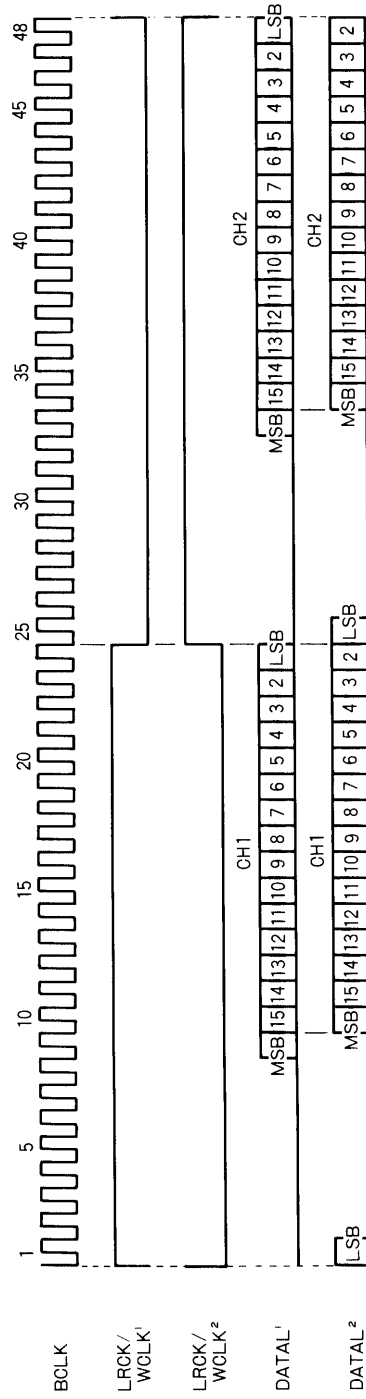 1 5 10 15 20 25 30 35 40 45 48
BCLK
LRCK/
WCLK¹
LRCK/
WCLK²
CH1 CH2
DATAL¹ MSB 15 14 13 12 11 10 9 8 7 6 5 4 3 2 LSB MSB 15 14 13 12 11 10 9 8 7 6 5 4 3 2 LSB
CH1 CH2
DATAL² LSB MSB 15 14 13 12 11 10 9 8 7 6 5 4 3 2 LSB MSB 15 14 13 12 11 10 9 8 7 6 5 4 3 2